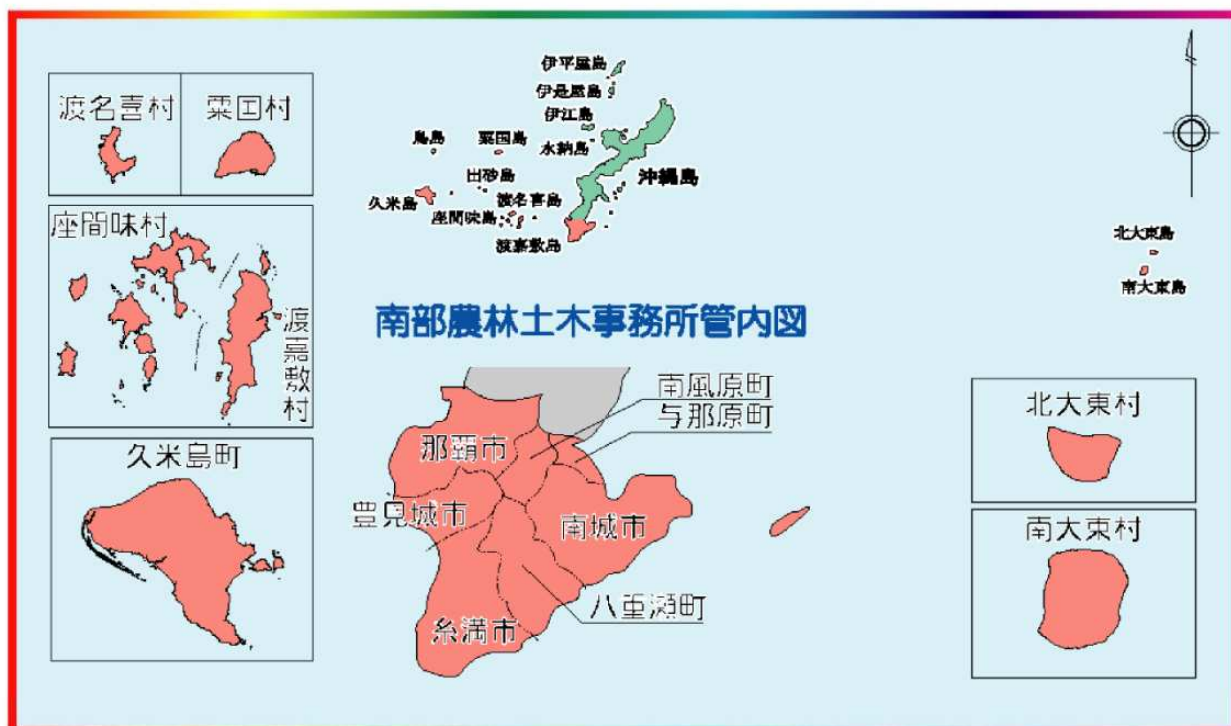 渡名喜村
粟国村
座間味村
渡嘉敷村
久米島町
伊平屋島
伊是屋島
伊江島
水納島
鳥島
粟国島
出砂島
沖縄島
久米島
渡名喜島
座間味島
渡嘉敷島
北大東島
南大東島
南部農林土木事務所管内図
南風原町
与那原町
那覇市
豊見城市
南城市
八重瀬町
糸満市
北大東村
南大東村